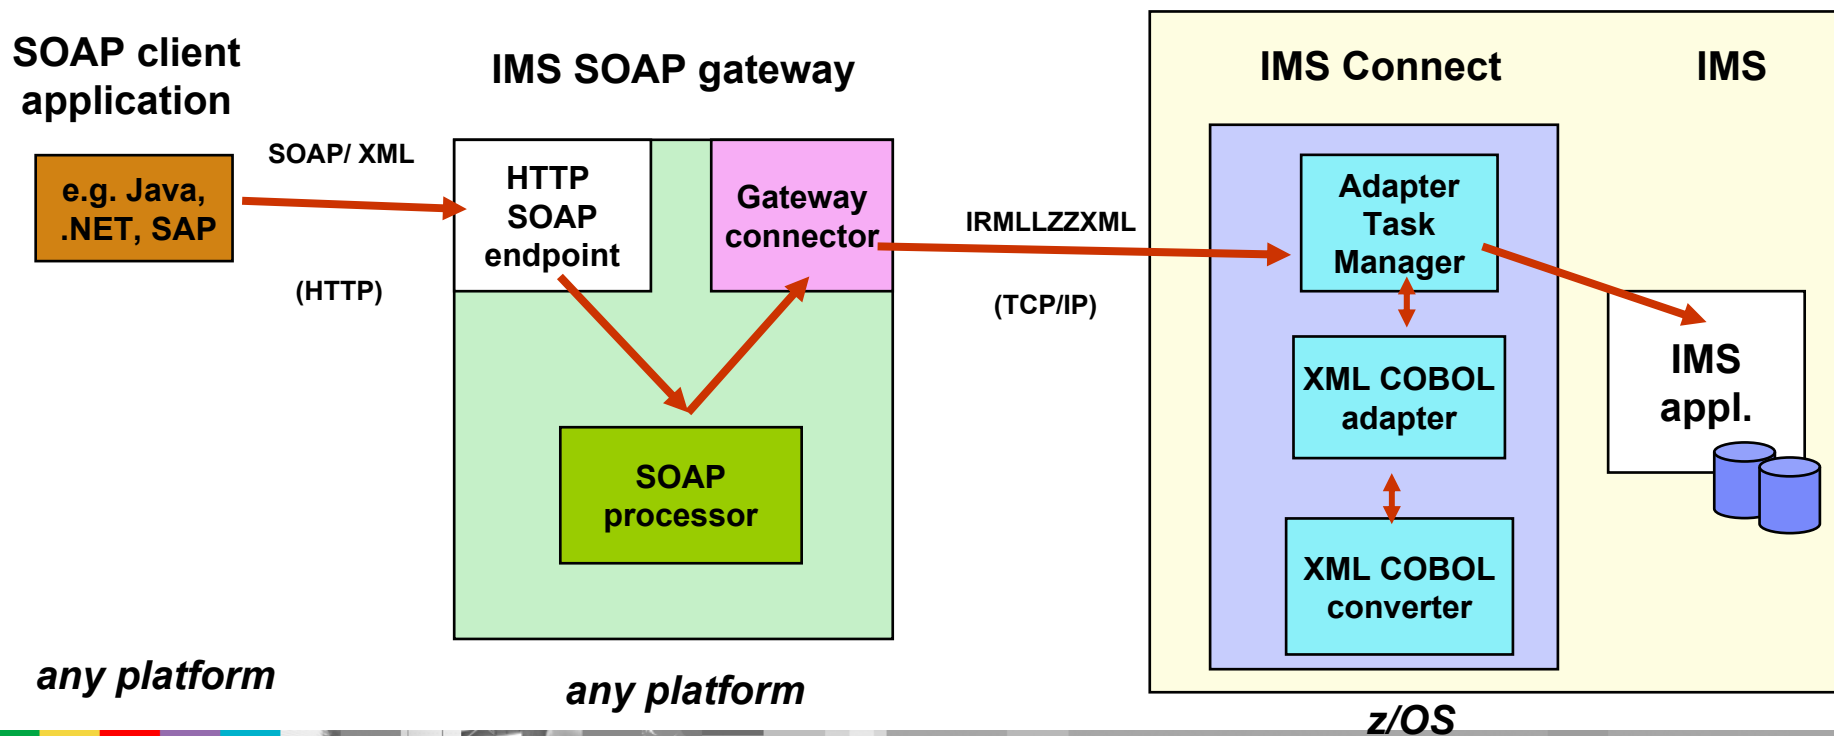 SOAP client
application
e.g. Java,
.NET, SAP
SOAP/ XML
(HTTP)
any platform
IMS SOAP gateway
HTTP
SOAP
endpoint
Gateway
connector
SOAP
processor
any platform
IRMLLZZXML
(TCP/IP)
IMS Connect
Adapter
Task
Manager
XML COBOL
adapter
XML COBOL
converter
IMS
IMS
appl.
z/OS